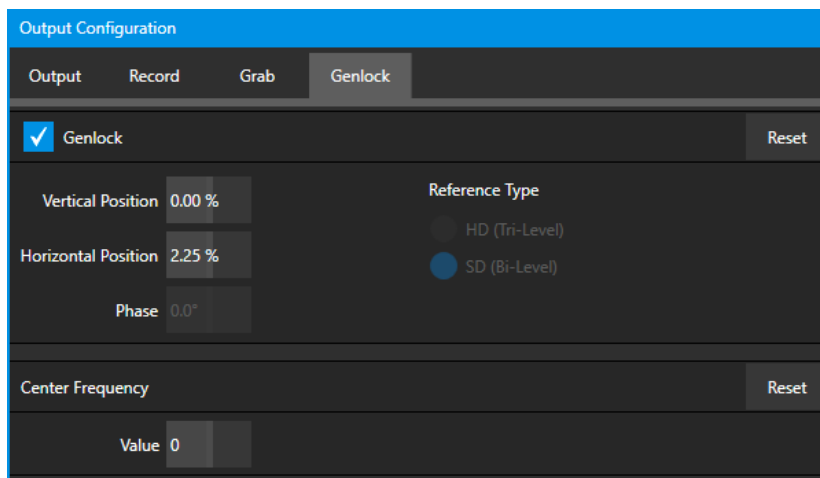 Output Configuration
Output Record Grab Genlock
Genlock Reset
Vertical Position 0.00 %
Horizontal Position 2.25 %
Phase 0.0°
Reference Type
HD (Tri-Level)
SD (Bi-Level)
Center Frequency Reset
Value 0